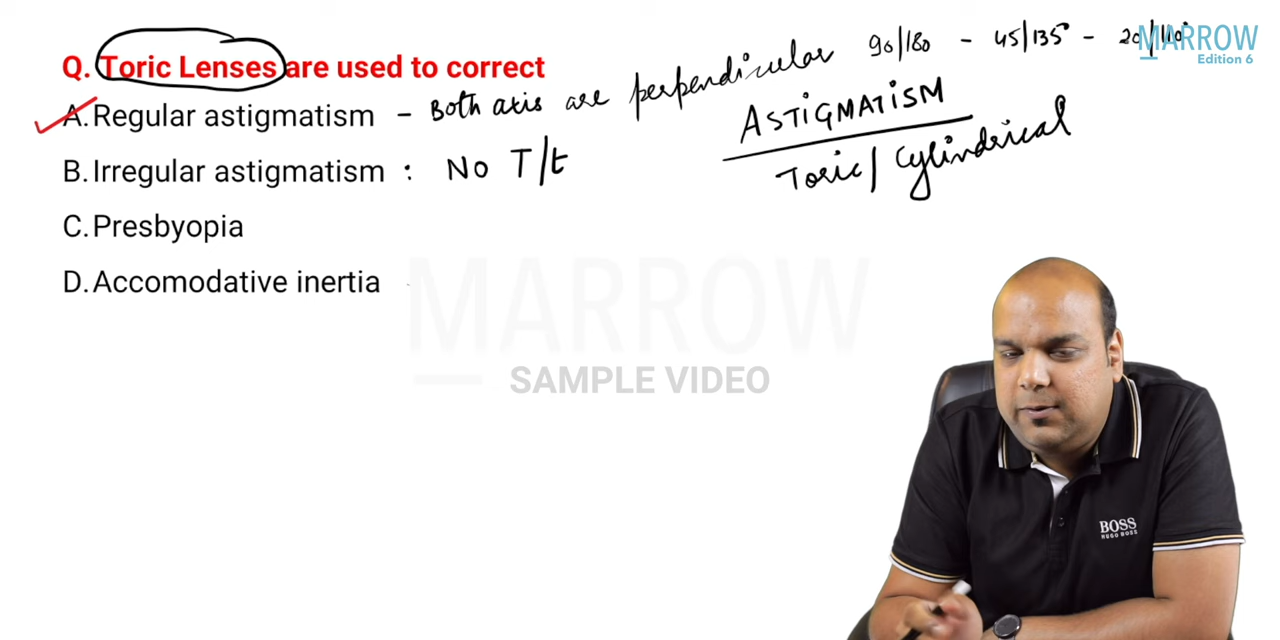 Q. Toric Lenses are used to correct
A. Regular astigmatism - Both axis are perpendicular 90/180 - 45/135° - 20/110°
B. Irregular astigmatism : No T/t
C. Presbyopia
D. Accomodative inertia
ASTIGMATISM
Toric/ Cylindrical
MARROW
Edition 6
MARROW
SAMPLE VIDEO
BOSS
HUGO BOSS